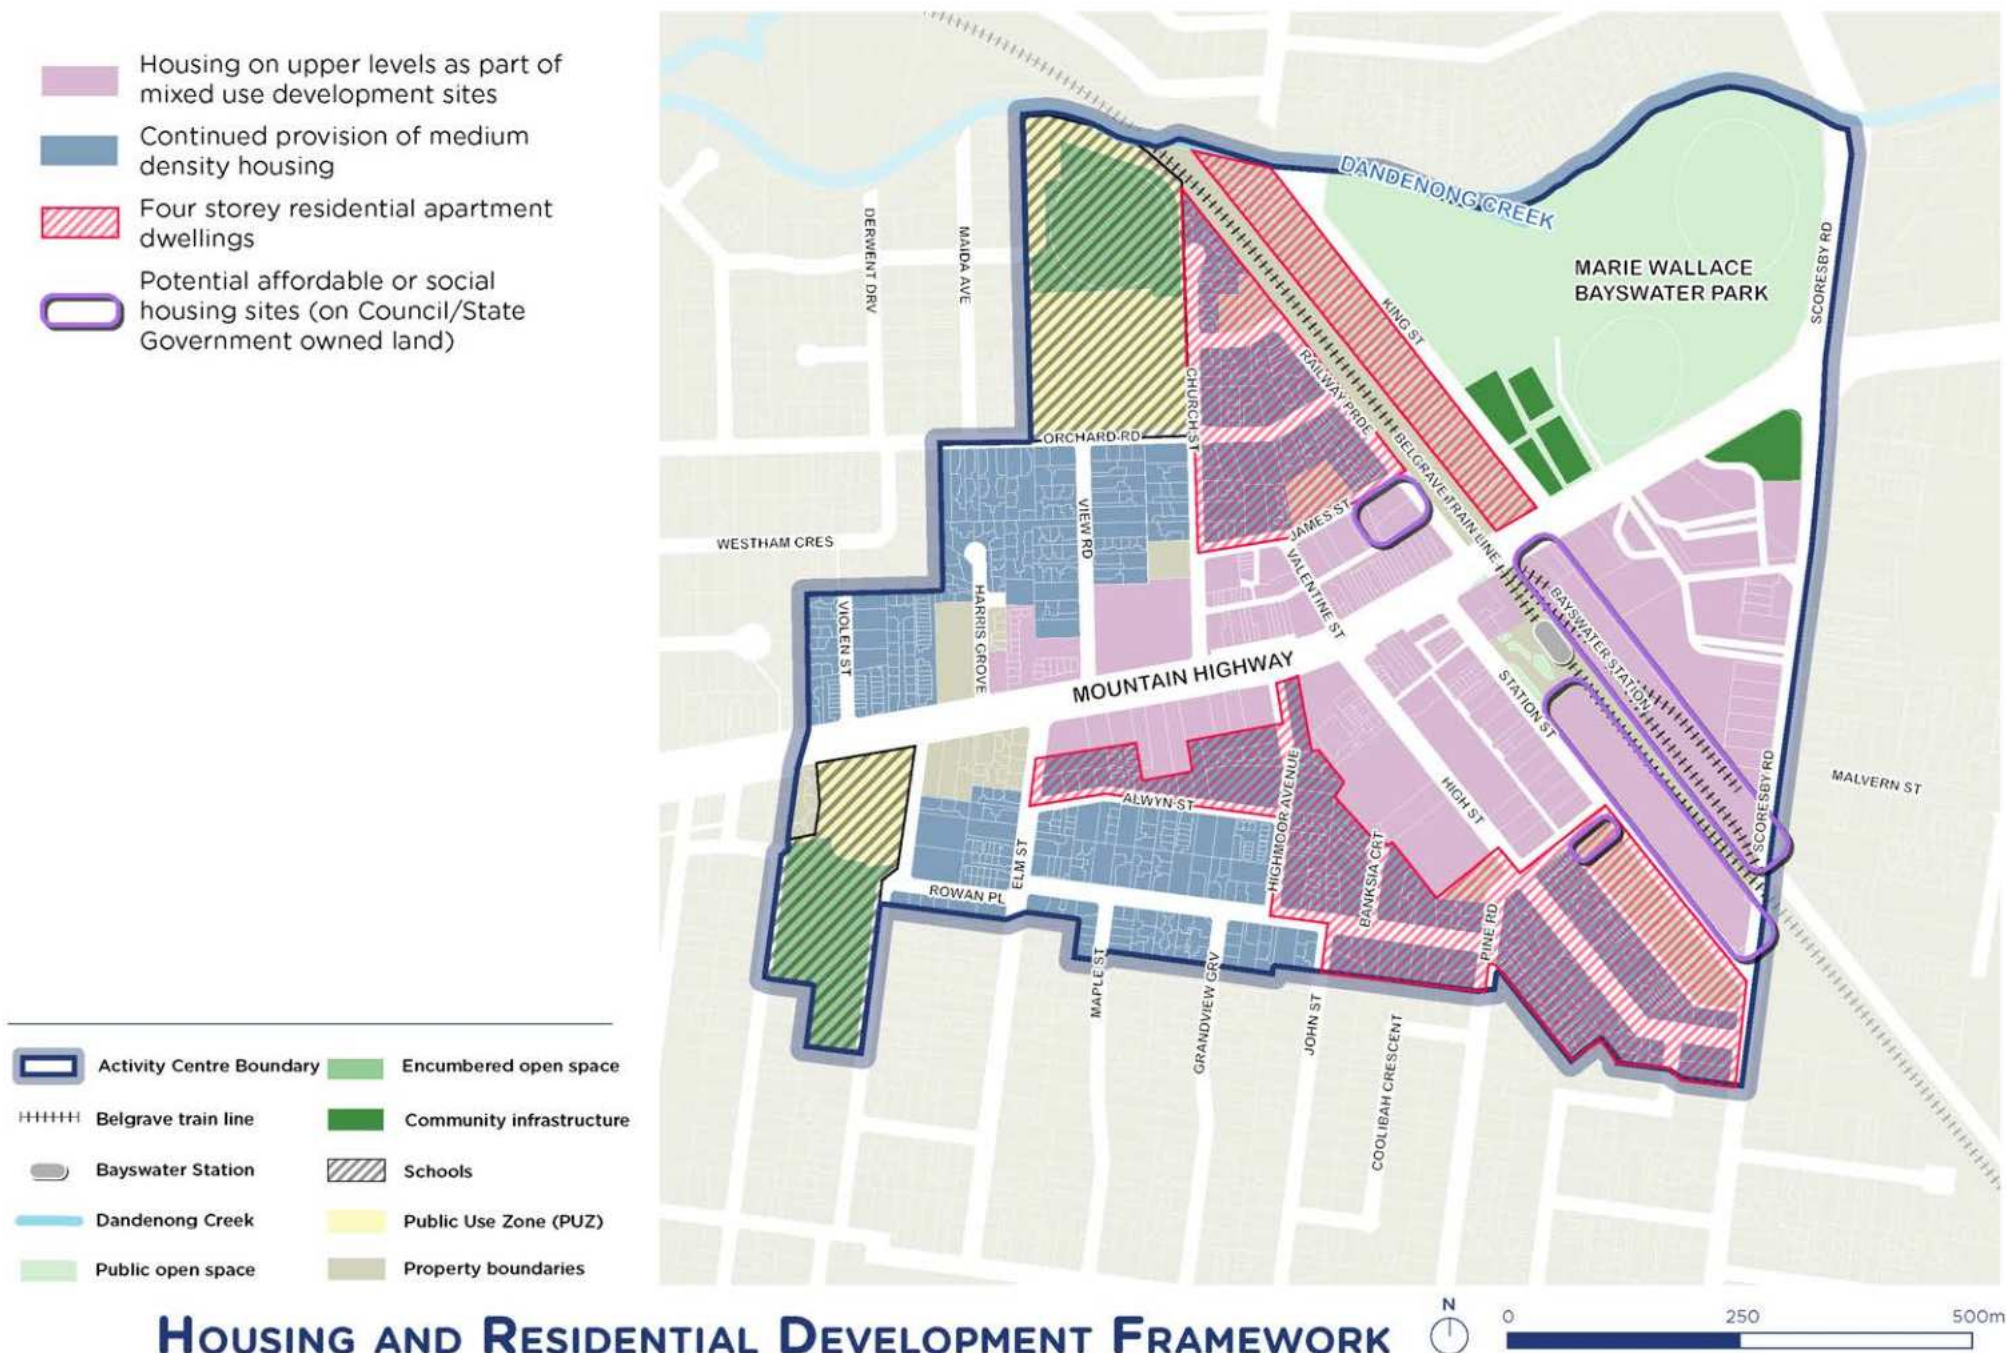 Housing on upper levels as part of
mixed use development sites
Continued provision of medium
density housing
Four storey residential apartment
dwellings
Potential affordable or social
housing sites (on Council/State
Government owned land)
Activity Centre Boundary
Encumbered open space
Belgrave train line
Community infrastructure
Bayswater Station
Schools
Dandenong Creek
Public Use Zone (PUZ)
Public open space
Property boundaries
DANDENONG CREEK
MARIE WALLACE
BAYSWATER PARK
SCORESBY RD
DERWENT DRV
MAIDA AVE
KING ST
RAILWAY PRDE
CHURCH ST
ORCHARD RD
BELGRAVE TRAIN LINE
VIEW RD
JAMES ST
WESTHAM CRES
VALENTINE ST
HARRIS GROVE
VIOLEN ST
BAYSWATER STATION
MOUNTAIN HIGHWAY
STATION ST
HIGH ST
SCORESBY RD
MALVERN ST
ALWYN ST
HIGHMOOR AVENUE
ELM ST
BANKSIA CRT
ROWAN PL
PINE RD
MAPLE ST
GRANDVIEW GRV
JOHN ST
COOLIBAH CRESCENT
HOUSING AND RESIDENTIAL DEVELOPMENT FRAMEWORK
N
0 250 500m